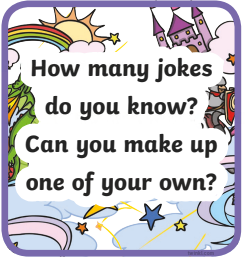 How many jokes
do you know?
Can you make up
one of your own?